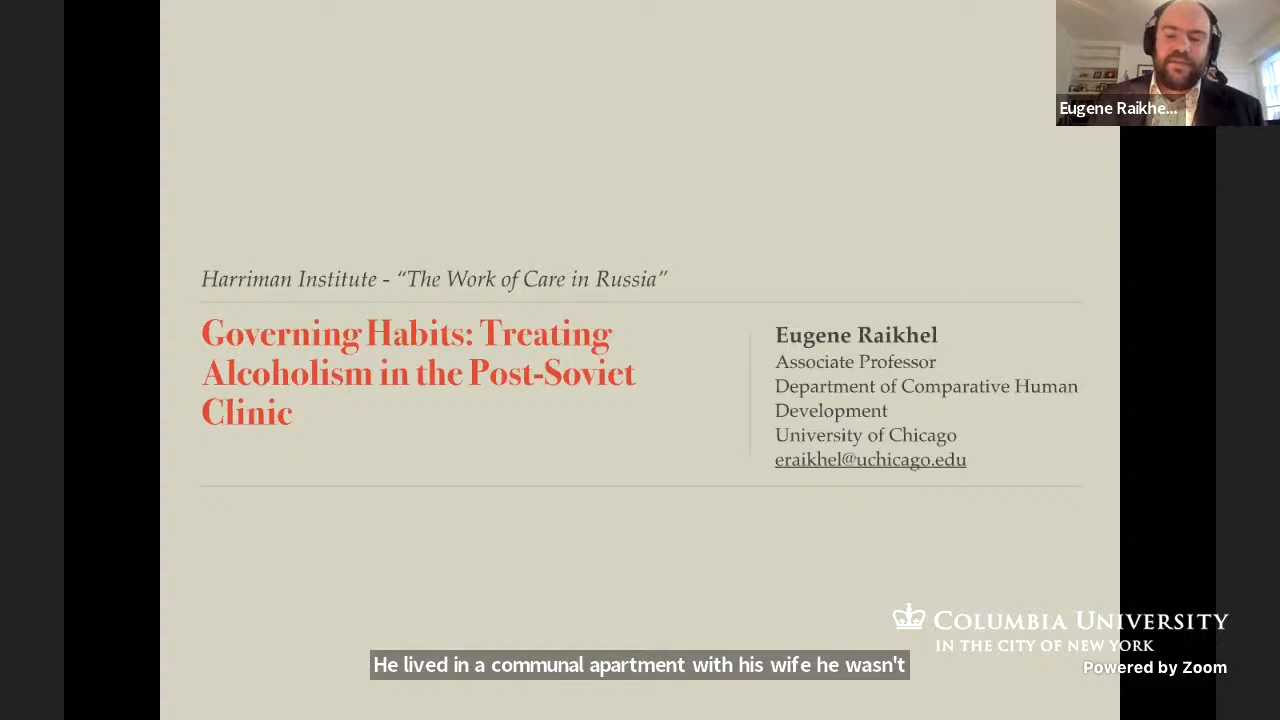 Eugene Raikhe...
Harriman Institute - “The Work of Care in Russia”
Governing Habits: Treating
Alcoholism in the Post-Soviet
Clinic
Eugene Raikhel
Associate Professor
Department of Comparative Human
Development
University of Chicago
eraikhel@uchicago.edu
COLUMBIA UNIVERSITY
IN THE CITY OF NEW YORK
He lived in a communal apartment with his wife he wasn't
Powered by Zoom